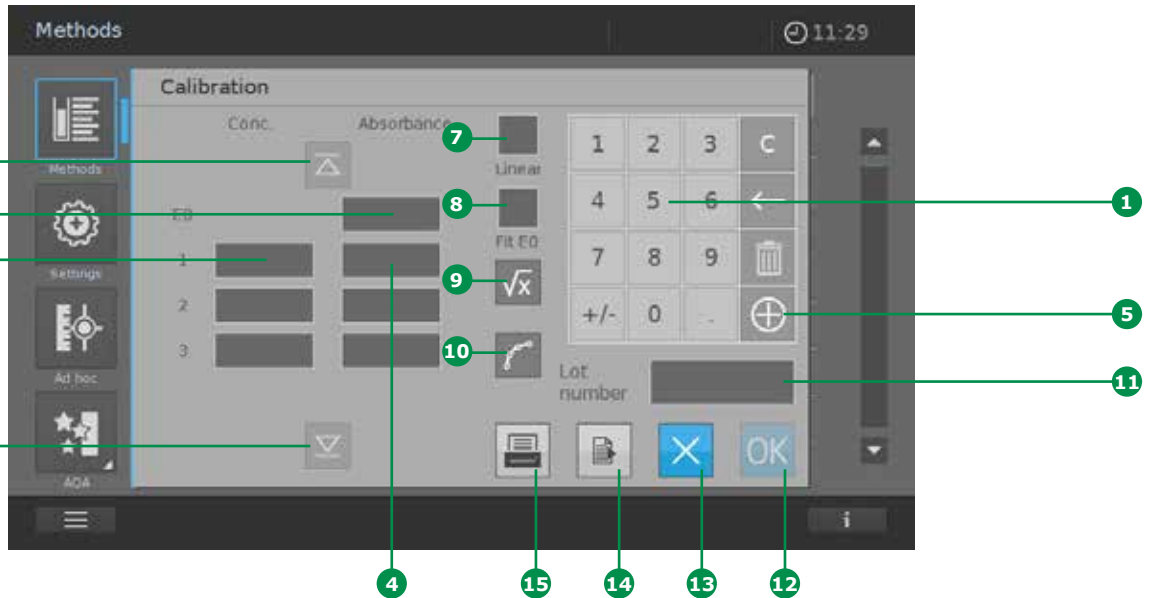 Methods 11:29
Calibration
Conc. Absorbance
7
Linear
1 2 3 C
Methods
E0
8
Fit E0
4 5 6 ←
1
1
7 8 9
Settings
9
√x
2
+/- 0 .
5
3
10
Lot number
11
Ad hoc
OK
AQA
i
4
15
14
13
12